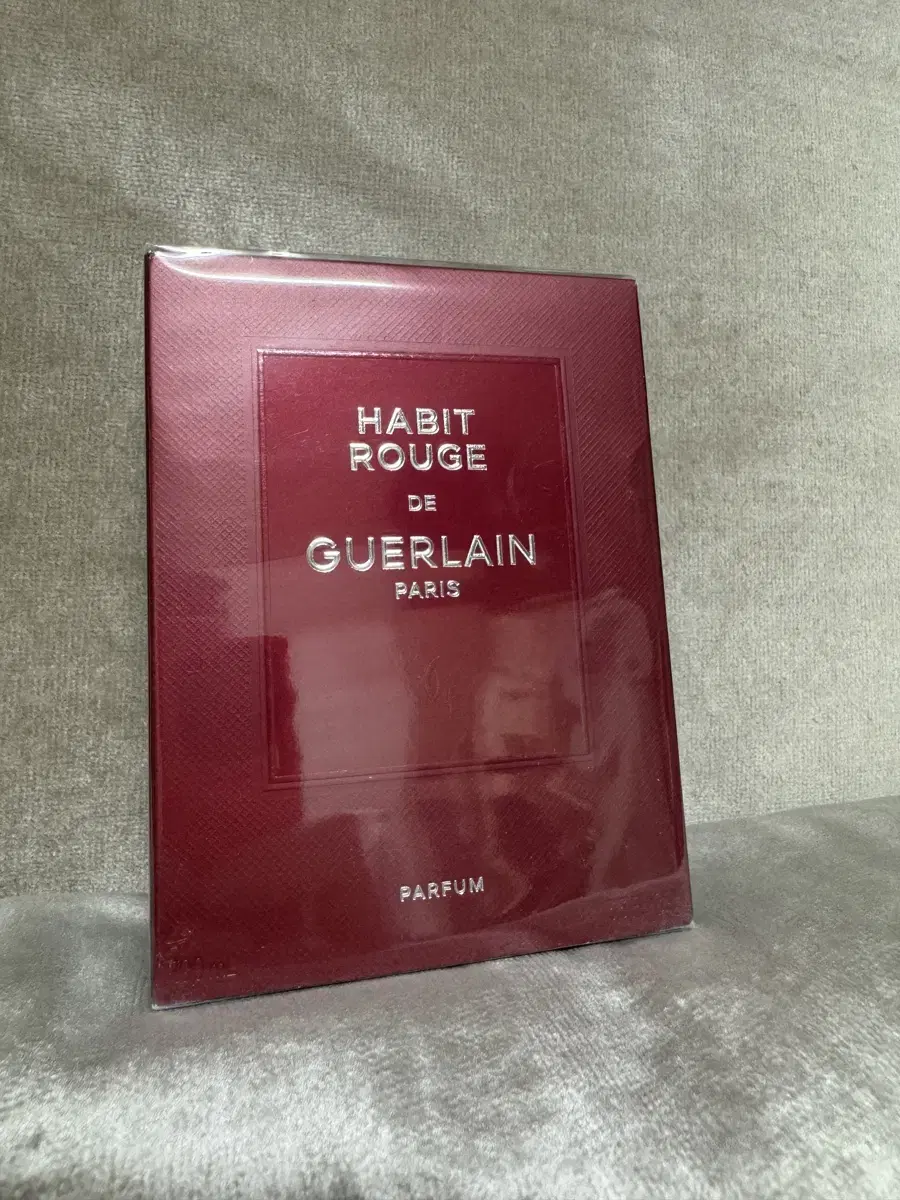 HABIT
ROUGE
DE
GUERLAIN
PARIS
PARFUM